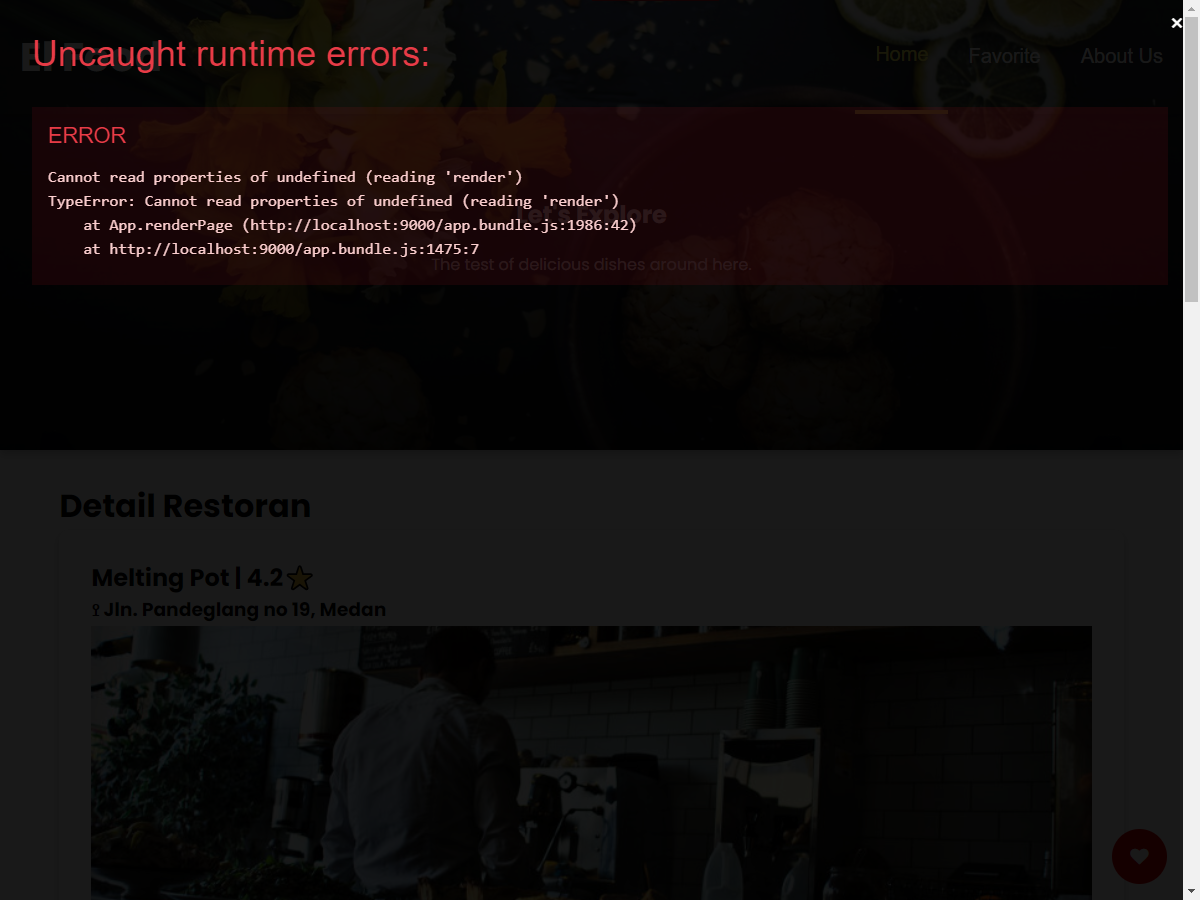 Uncaught runtime errors:
Home
Favorite
About Us
ERROR
Cannot read properties of undefined (reading 'render')
TypeError: Cannot read properties of undefined (reading 'render')
at App.renderPage (http://localhost:9000/app.bundle.js:1986:42)
at http://localhost:9000/app.bundle.js:1475:7
Let's Explore
The test of delicious dishes around here.
Detail Restoran
Melting Pot | 4.2
Jln. Pandeglang no 19, Medan